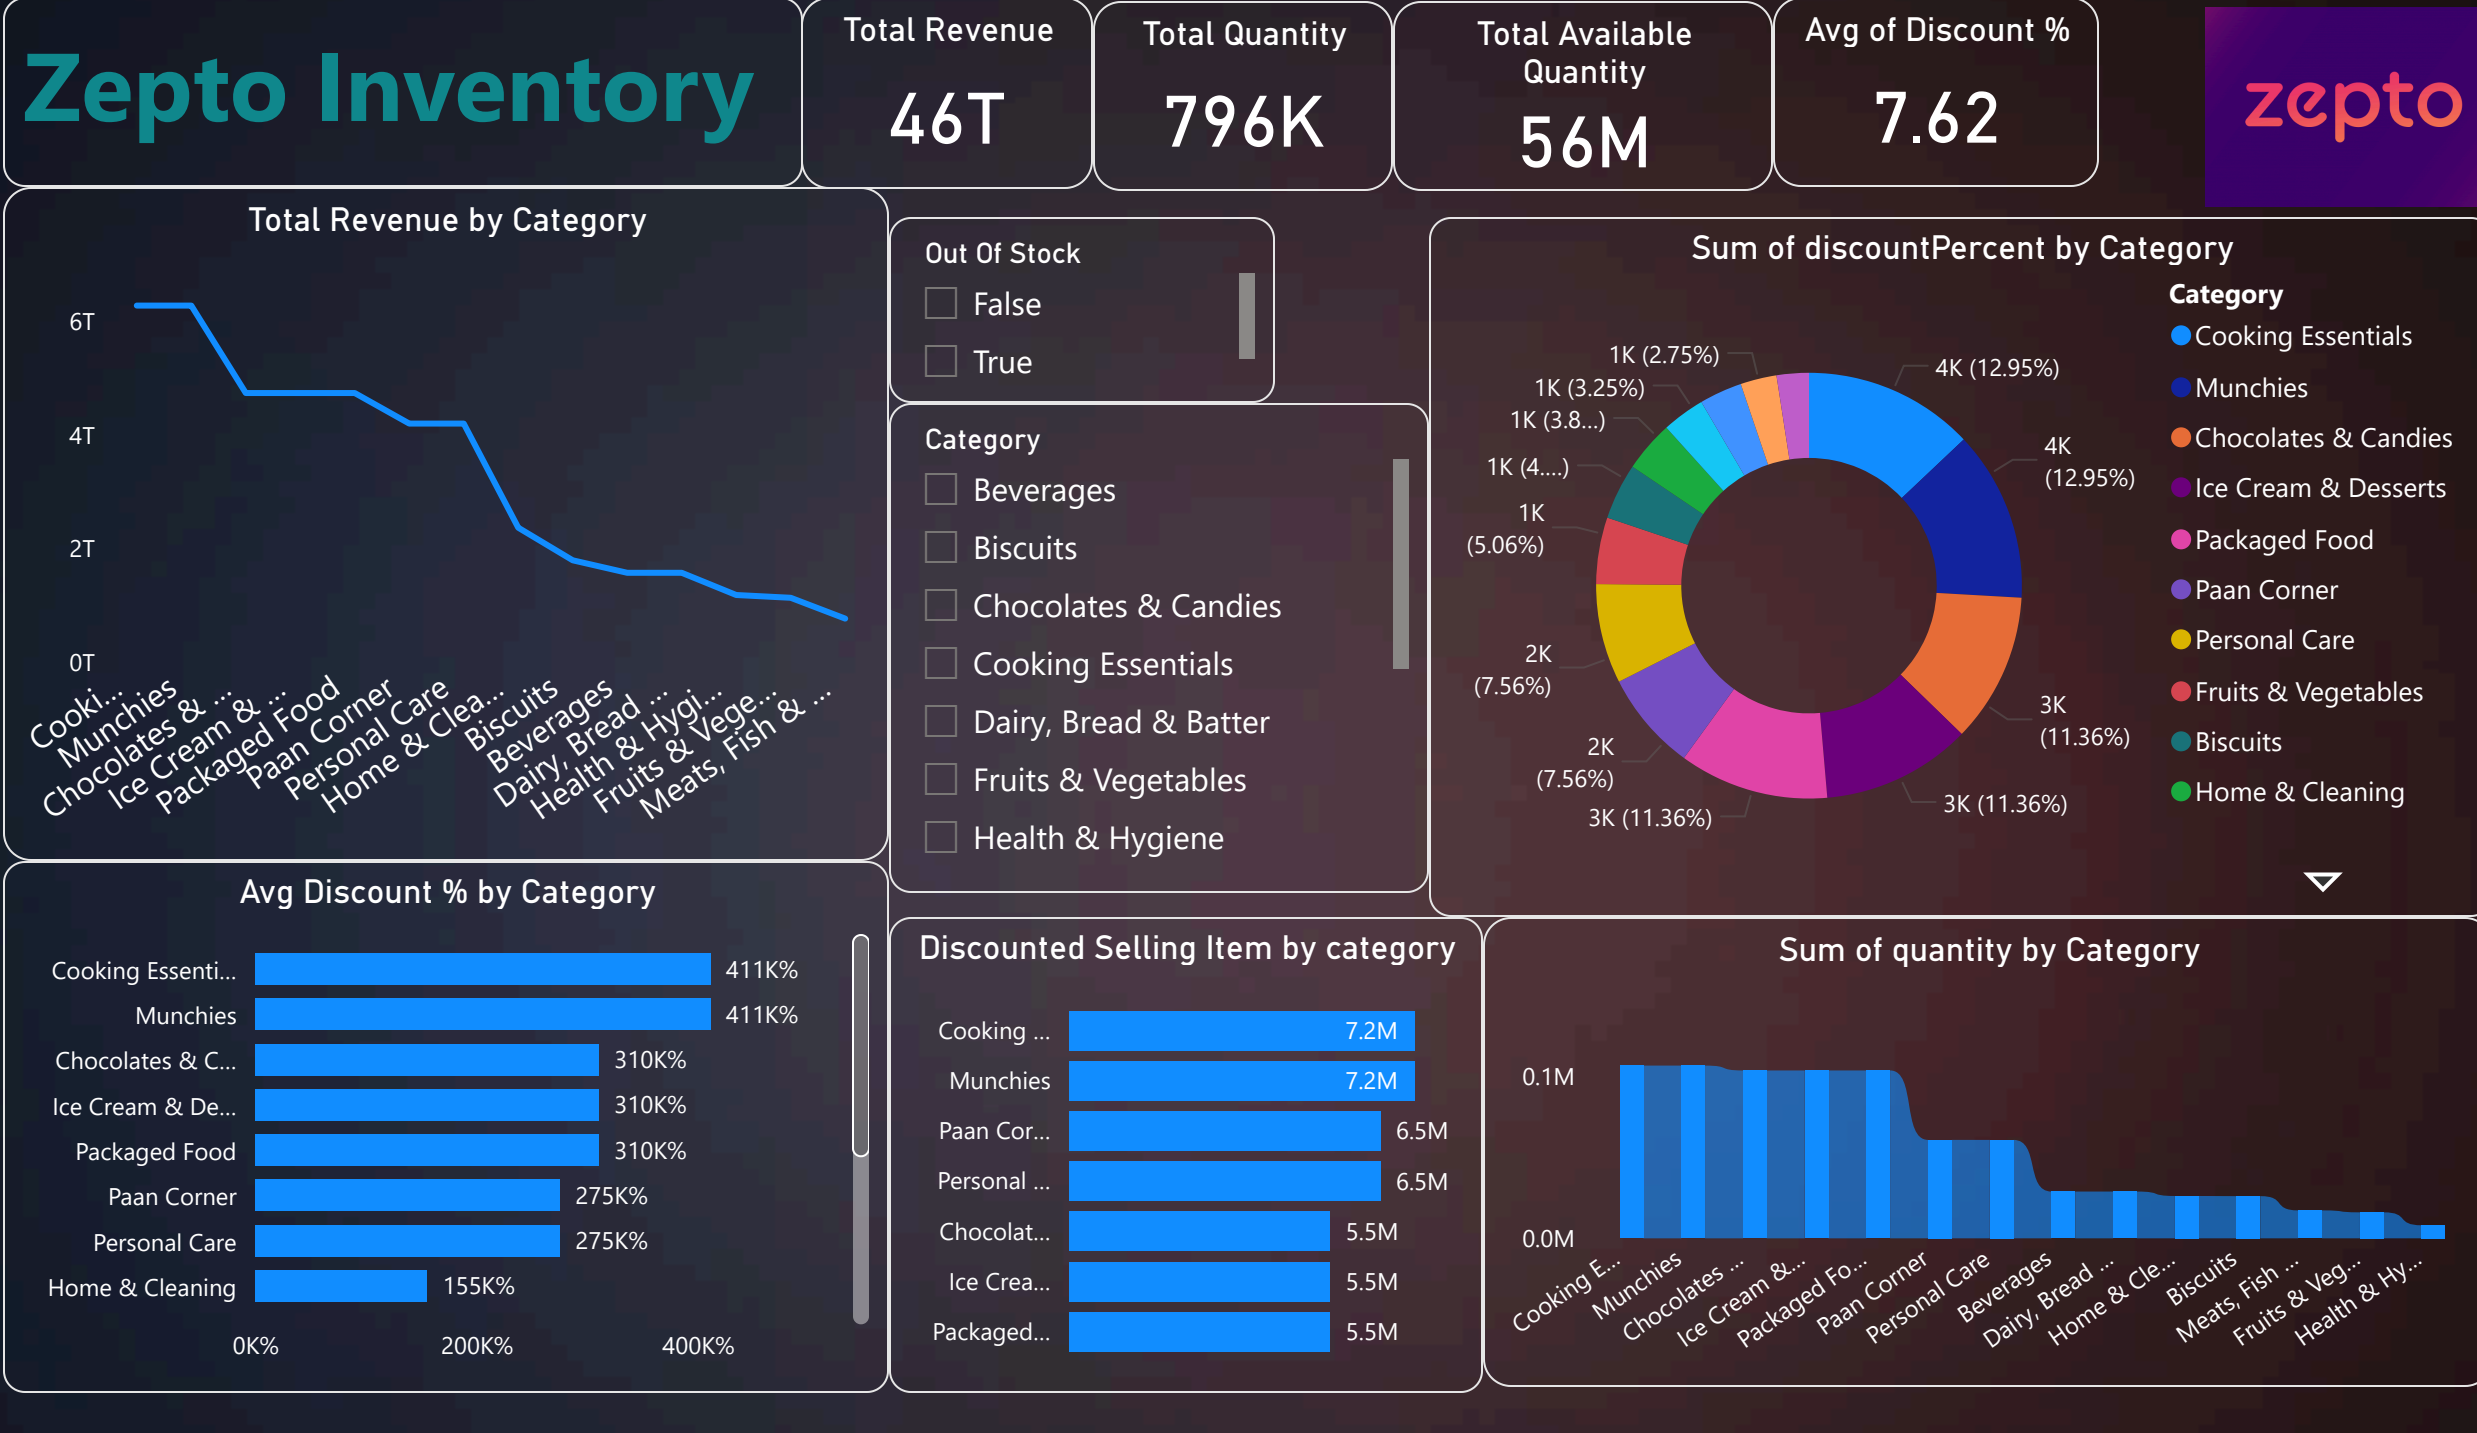 Zepto Inventory
Total Revenue
46T
Total Quantity
796K
Total Available
Quantity
56M
Avg of Discount %
7.62
zepto
Total Revenue by Category
6T
4T
2T
0T
Cooki...
Munchies
Chocolates & ...
Ice Cream & ...
Packaged Food
Paan Corner
Personal Care
Home & Clea...
Biscuits
Beverages
Dairy, Bread ...
Health & Hygi...
Fruits & Vege...
Meats, Fish & ...
Out Of Stock
False
True
Category
Beverages
Biscuits
Chocolates & Candies
Cooking Essentials
Dairy, Bread & Batter
Fruits & Vegetables
Health & Hygiene
Sum of discountPercent by Category
4K (12.95%)
4K
(12.95%)
3K
(11.36%)
3K (11.36%)
3K (11.36%)
2K
(7.56%)
2K
(7.56%)
1K
(5.06%)
1K (4....)
1K (3.8...)
1K (3.25%)
1K (2.75%)
Category
Cooking Essentials
Munchies
Chocolates & Candies
Ice Cream & Desserts
Packaged Food
Paan Corner
Personal Care
Fruits & Vegetables
Biscuits
Home & Cleaning
Avg Discount % by Category
Cooking Essenti... 411K%
Munchies 411K%
Chocolates & C... 310K%
Ice Cream & De... 310K%
Packaged Food 310K%
Paan Corner 275K%
Personal Care 275K%
Home & Cleaning 155K%
0K% 200K% 400K%
Discounted Selling Item by category
Cooking ... 7.2M
Munchies 7.2M
Paan Cor... 6.5M
Personal ... 6.5M
Chocolat... 5.5M
Ice Crea... 5.5M
Packaged... 5.5M
Sum of quantity by Category
0.1M
0.0M
Cooking E...
Munchies
Chocolates ...
Ice Cream &...
Packaged Fo...
Paan Corner
Personal Care
Beverages
Dairy, Bread ...
Home & Cle...
Biscuits
Meats, Fish ...
Fruits & Veg...
Health & Hy...